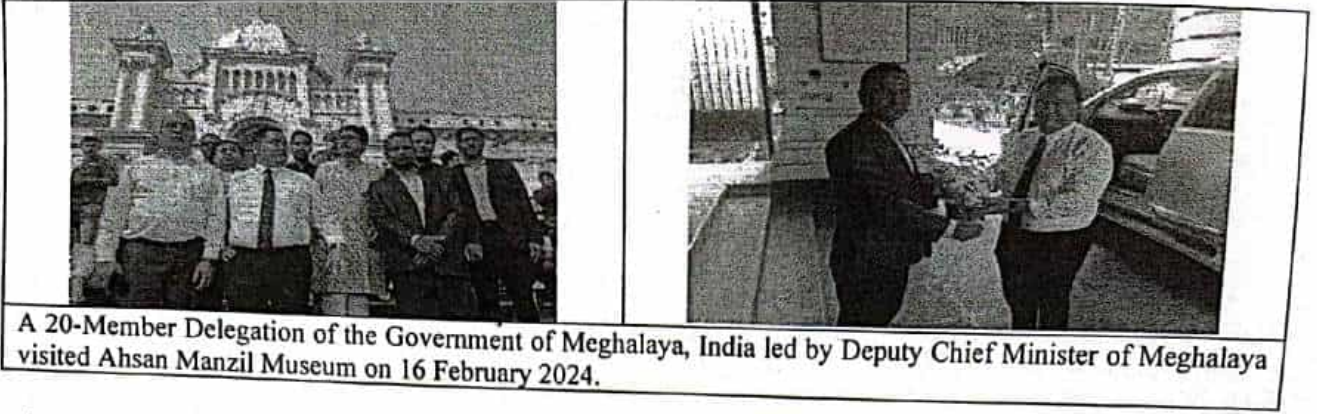 A 20-Member Delegation of the Government of Meghalaya, India led by Deputy Chief Minister of Meghalaya
visited Ahsan Manzil Museum on 16 February 2024.